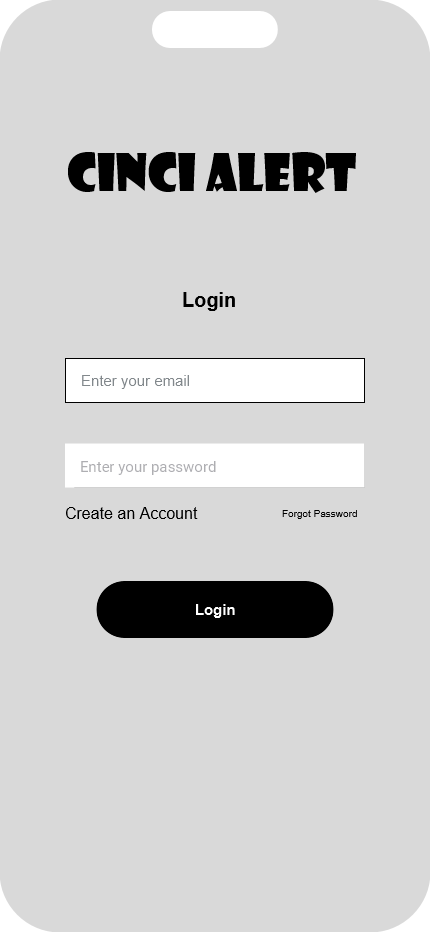 CINCI ALERT
Login
Enter your email
Enter your password
Create an Account
Forgot Password
Login